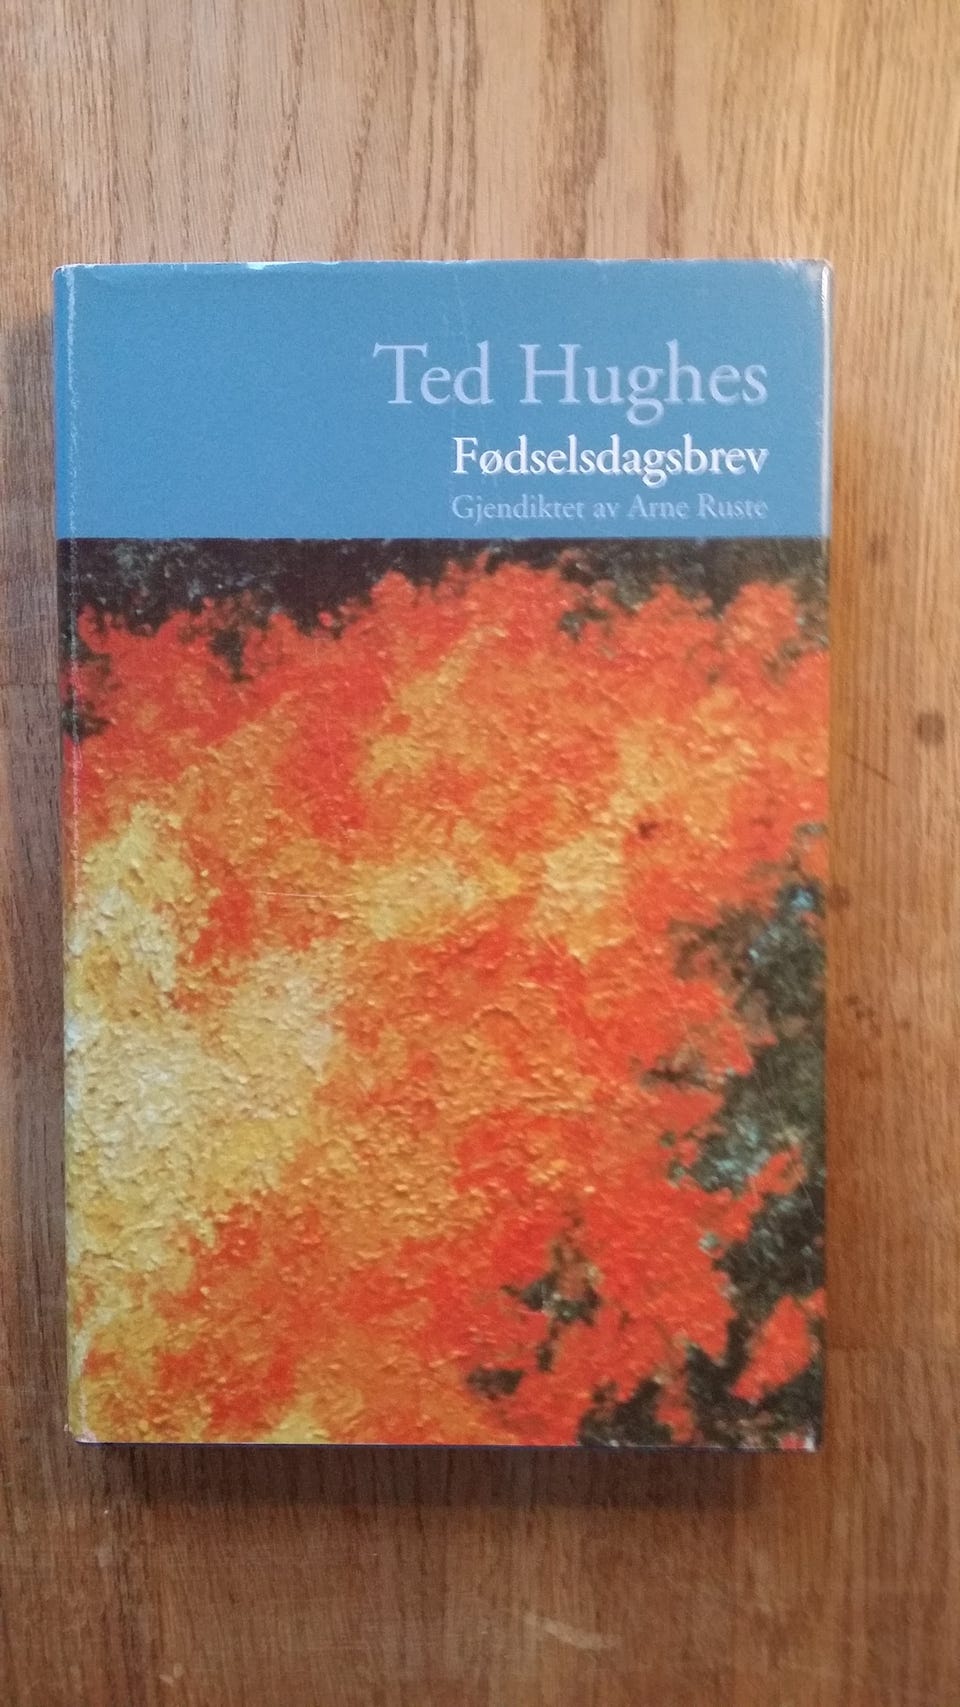 Ted Hughes
Fødselsdagsbrev
Gjendiktet av Arne Ruste